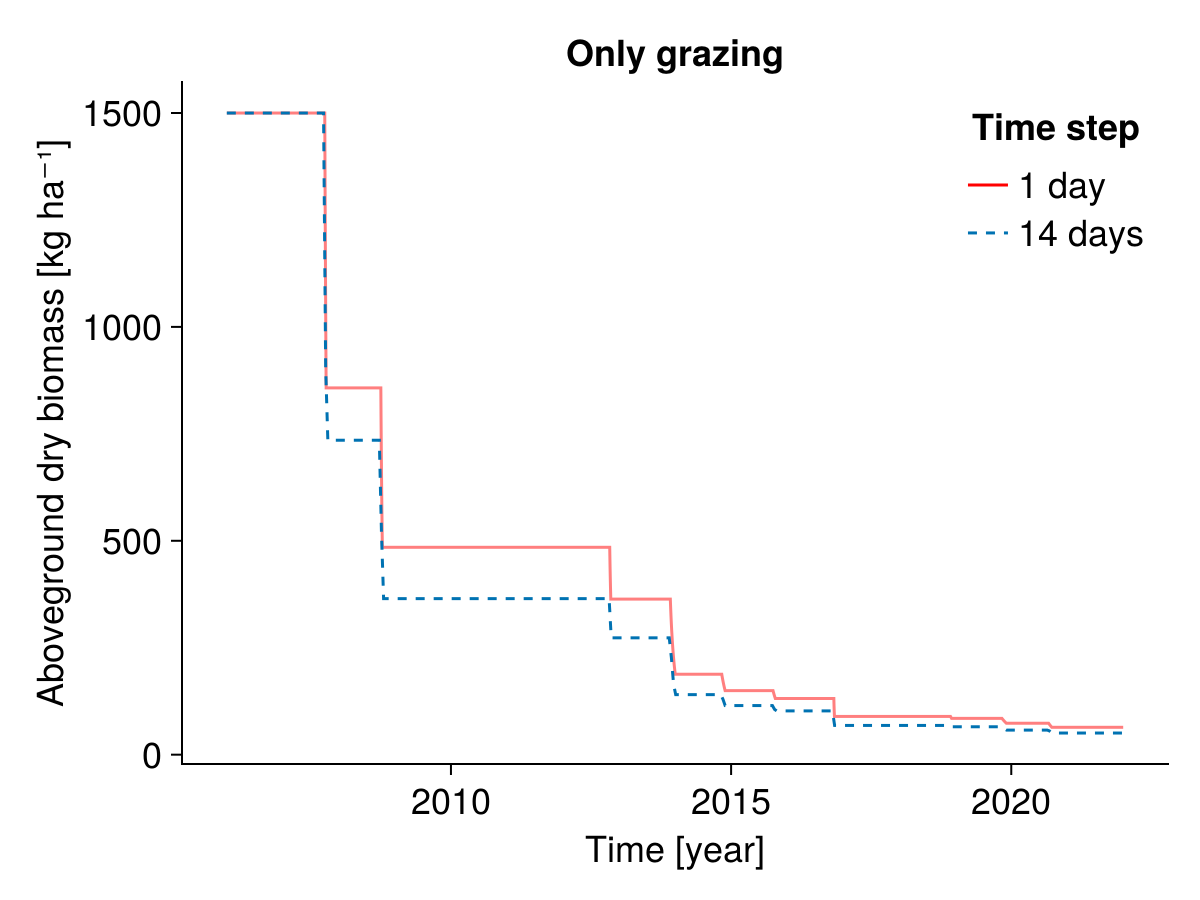 Only grazing
Aboveground dry biomass [kg ha⁻¹]
1500
1000
500
0
Time step
1 day
14 days
2010
2015
2020
Time [year]